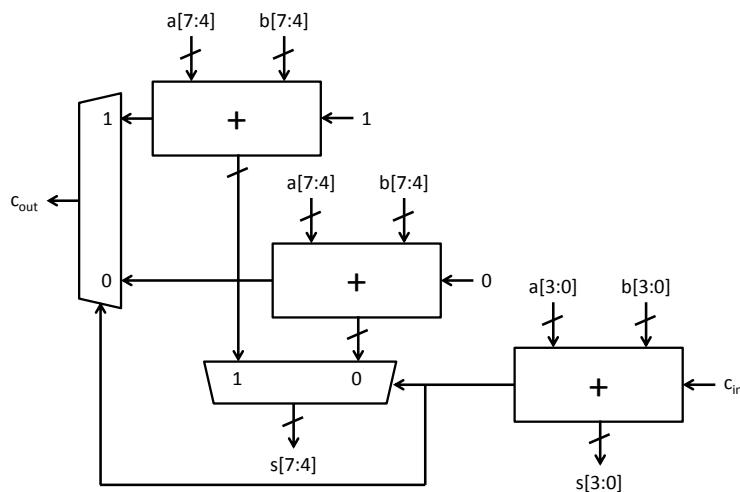 a[7:4] b[7:4]
1 + 1
c_out
a[7:4] b[7:4]
0 + 0
a[3:0] b[3:0]
1 0
+ c_in
s[7:4]
s[3:0]